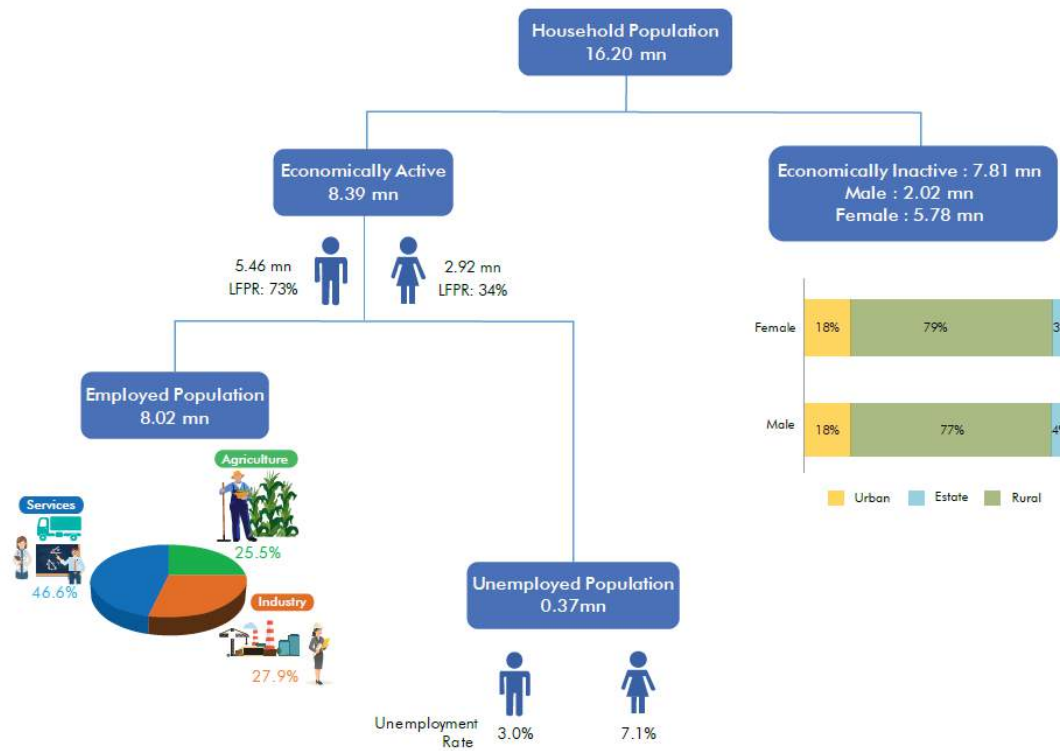 Household Population
16.20 mn
Economically Active
8.39 mn
Economically Inactive : 7.81 mn
Male : 2.02 mn
Female : 5.78 mn
5.46 mn
LFPR: 73%
2.92 mn
LFPR: 34%
Female
18%
79%
3
Male
18%
77%
4
Urban
Estate
Rural
Employed Population
8.02 mn
Agriculture
25.5%
Services
46.6%
Industry
27.9%
Unemployed Population
0.37mn
Unemployment
Rate
3.0%
7.1%